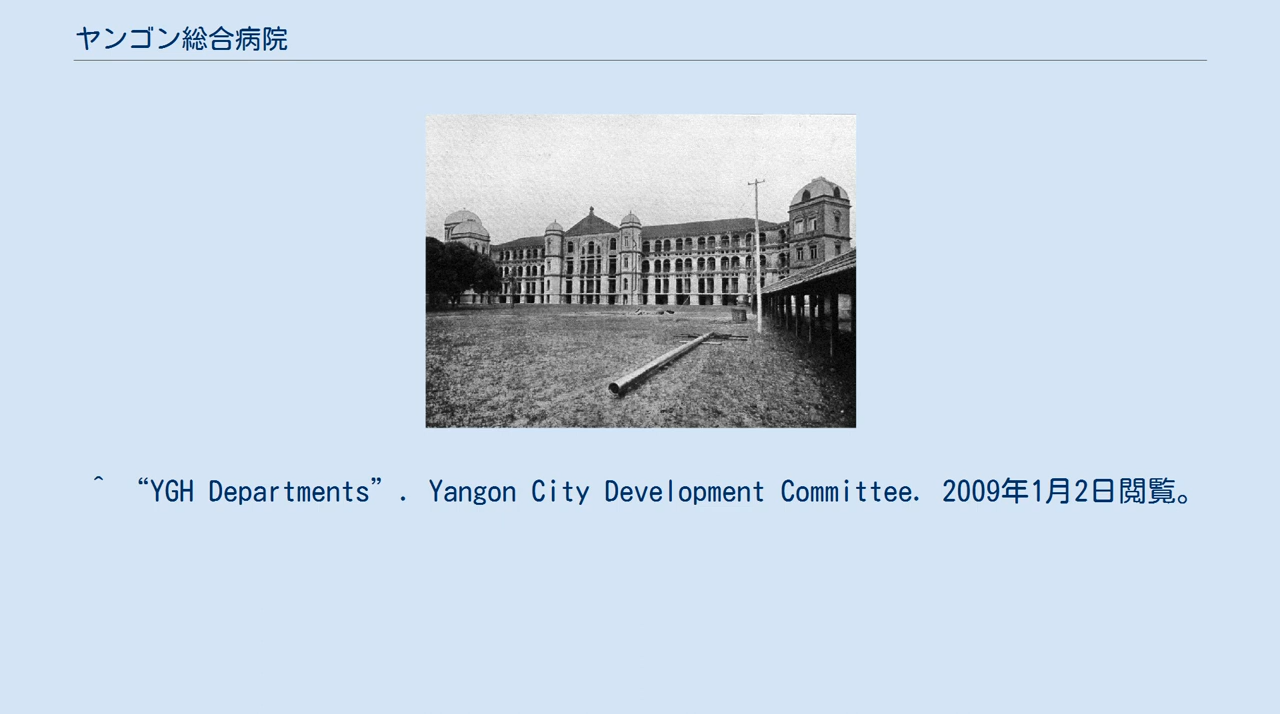 ヤンゴン総合病院
^ “YGH Departments”. Yangon City Development Committee. 2009年1月2日閲覧。